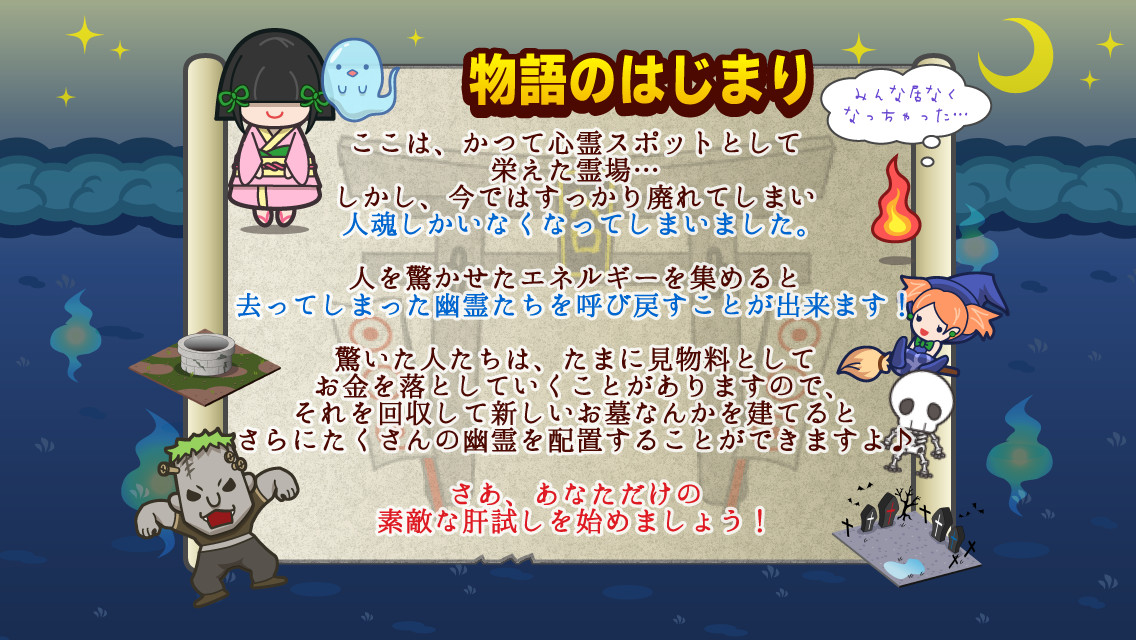 物語のはじまり
みんな居なく
なっちゃった…
ここは、かつて心霊スポットとして
栄えた霊場…
しかし、今ではすっかり廃れてしまい
人魂しかいなくなってしまいました。
人を驚かせたエネルギーを集めると
去ってしまった幽霊たちを呼び戻すことが出来ます！
驚いた人たちは、たまに見物料として
お金を落としていくことがありますので、
それを回収して新しいお墓なんかを建てると
さらにたくさんの幽霊を配置することができますよ♪
さあ、あなただけの
素敵な肝試しを始めましょう！